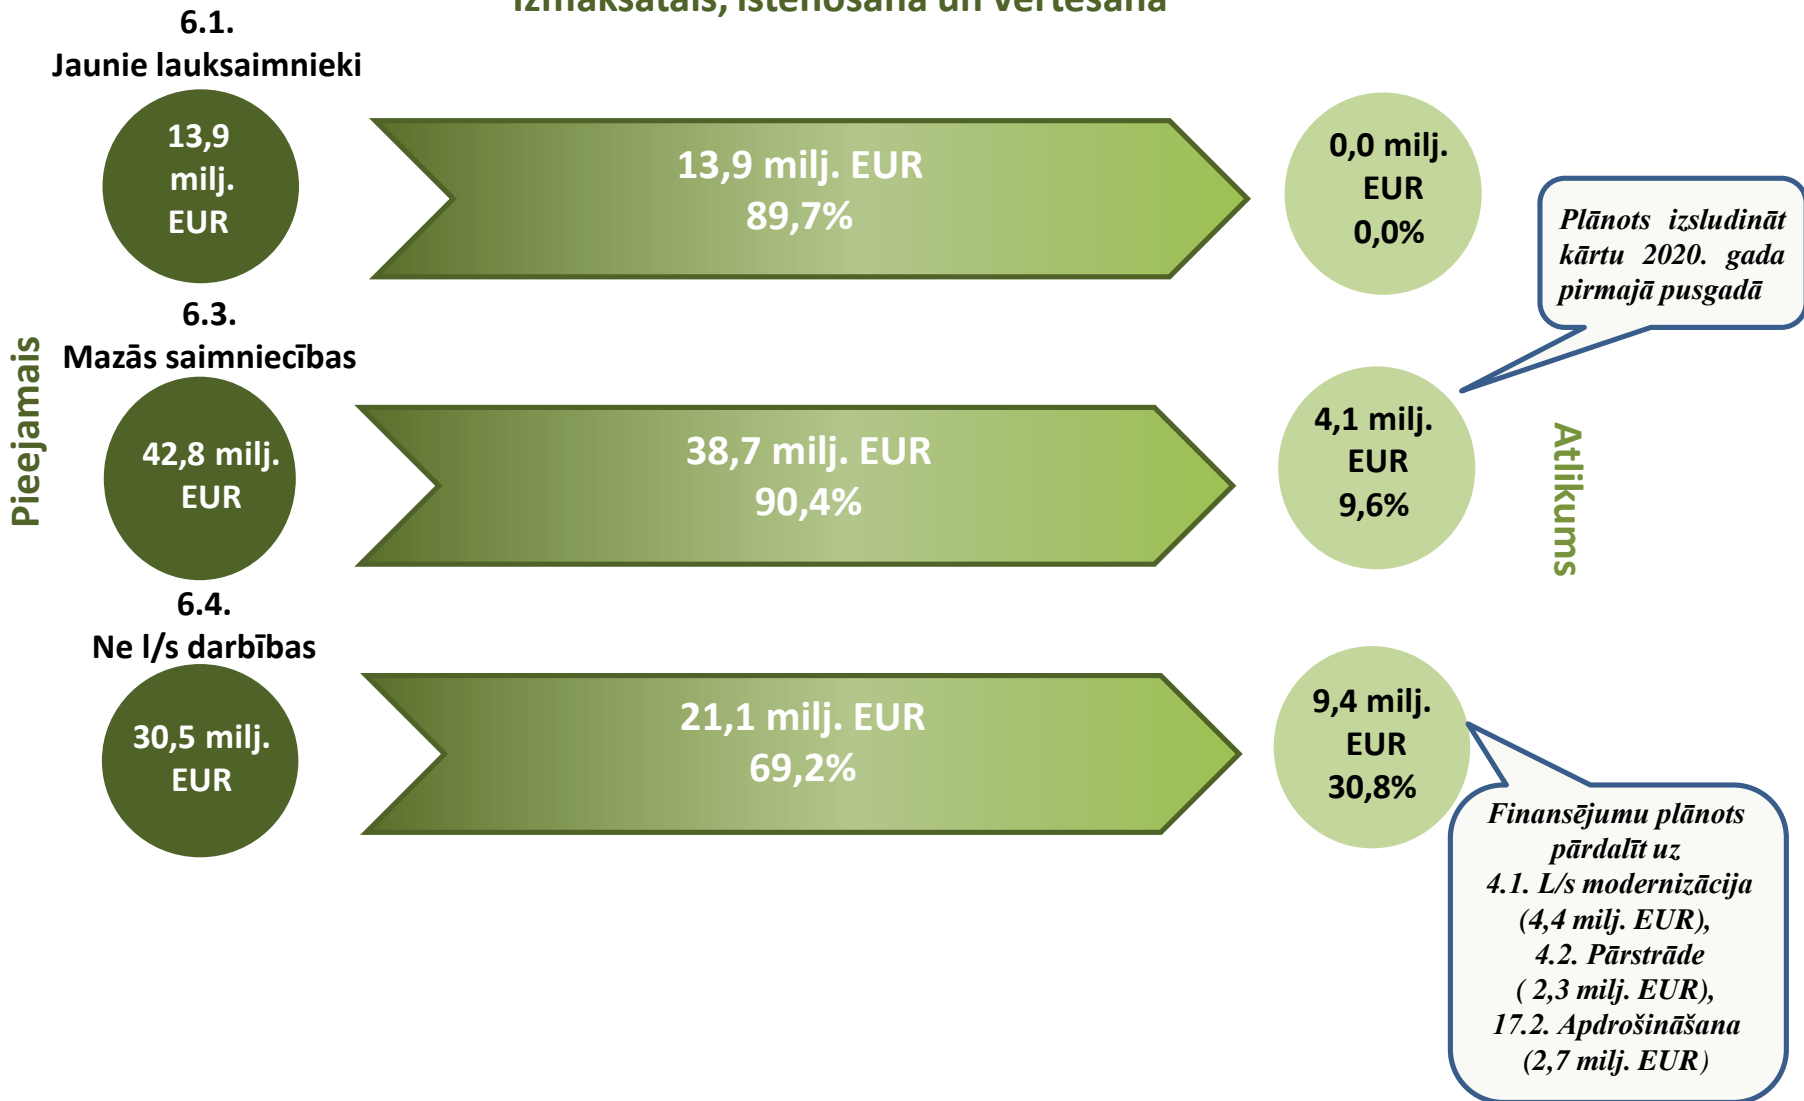 Izmaksātais, īstenošanā un vērtēšanā
6.1.
Jaunie lauksaimnieki
13,9
milj.
EUR
13,9 milj. EUR
89,7%
0,0 milj.
EUR
0,0%
Plānots izsludināt
kārtu 2020. gada
pirmajā pusgadā
Pieejamais
6.3.
Mazās saimniecības
42,8 milj.
EUR
38,7 milj. EUR
90,4%
4,1 milj.
EUR
9,6%
Atlikums
6.4.
Ne l/s darbības
30,5 milj.
EUR
21,1 milj. EUR
69,2%
9,4 milj.
EUR
30,8%
Finansējumu plānots
pārdalīt uz
4.1. L/s modernizācija
(4,4 milj. EUR),
4.2. Pārstrāde
( 2,3 milj. EUR),
17.2. Apdrošināšana
(2,7 milj. EUR)